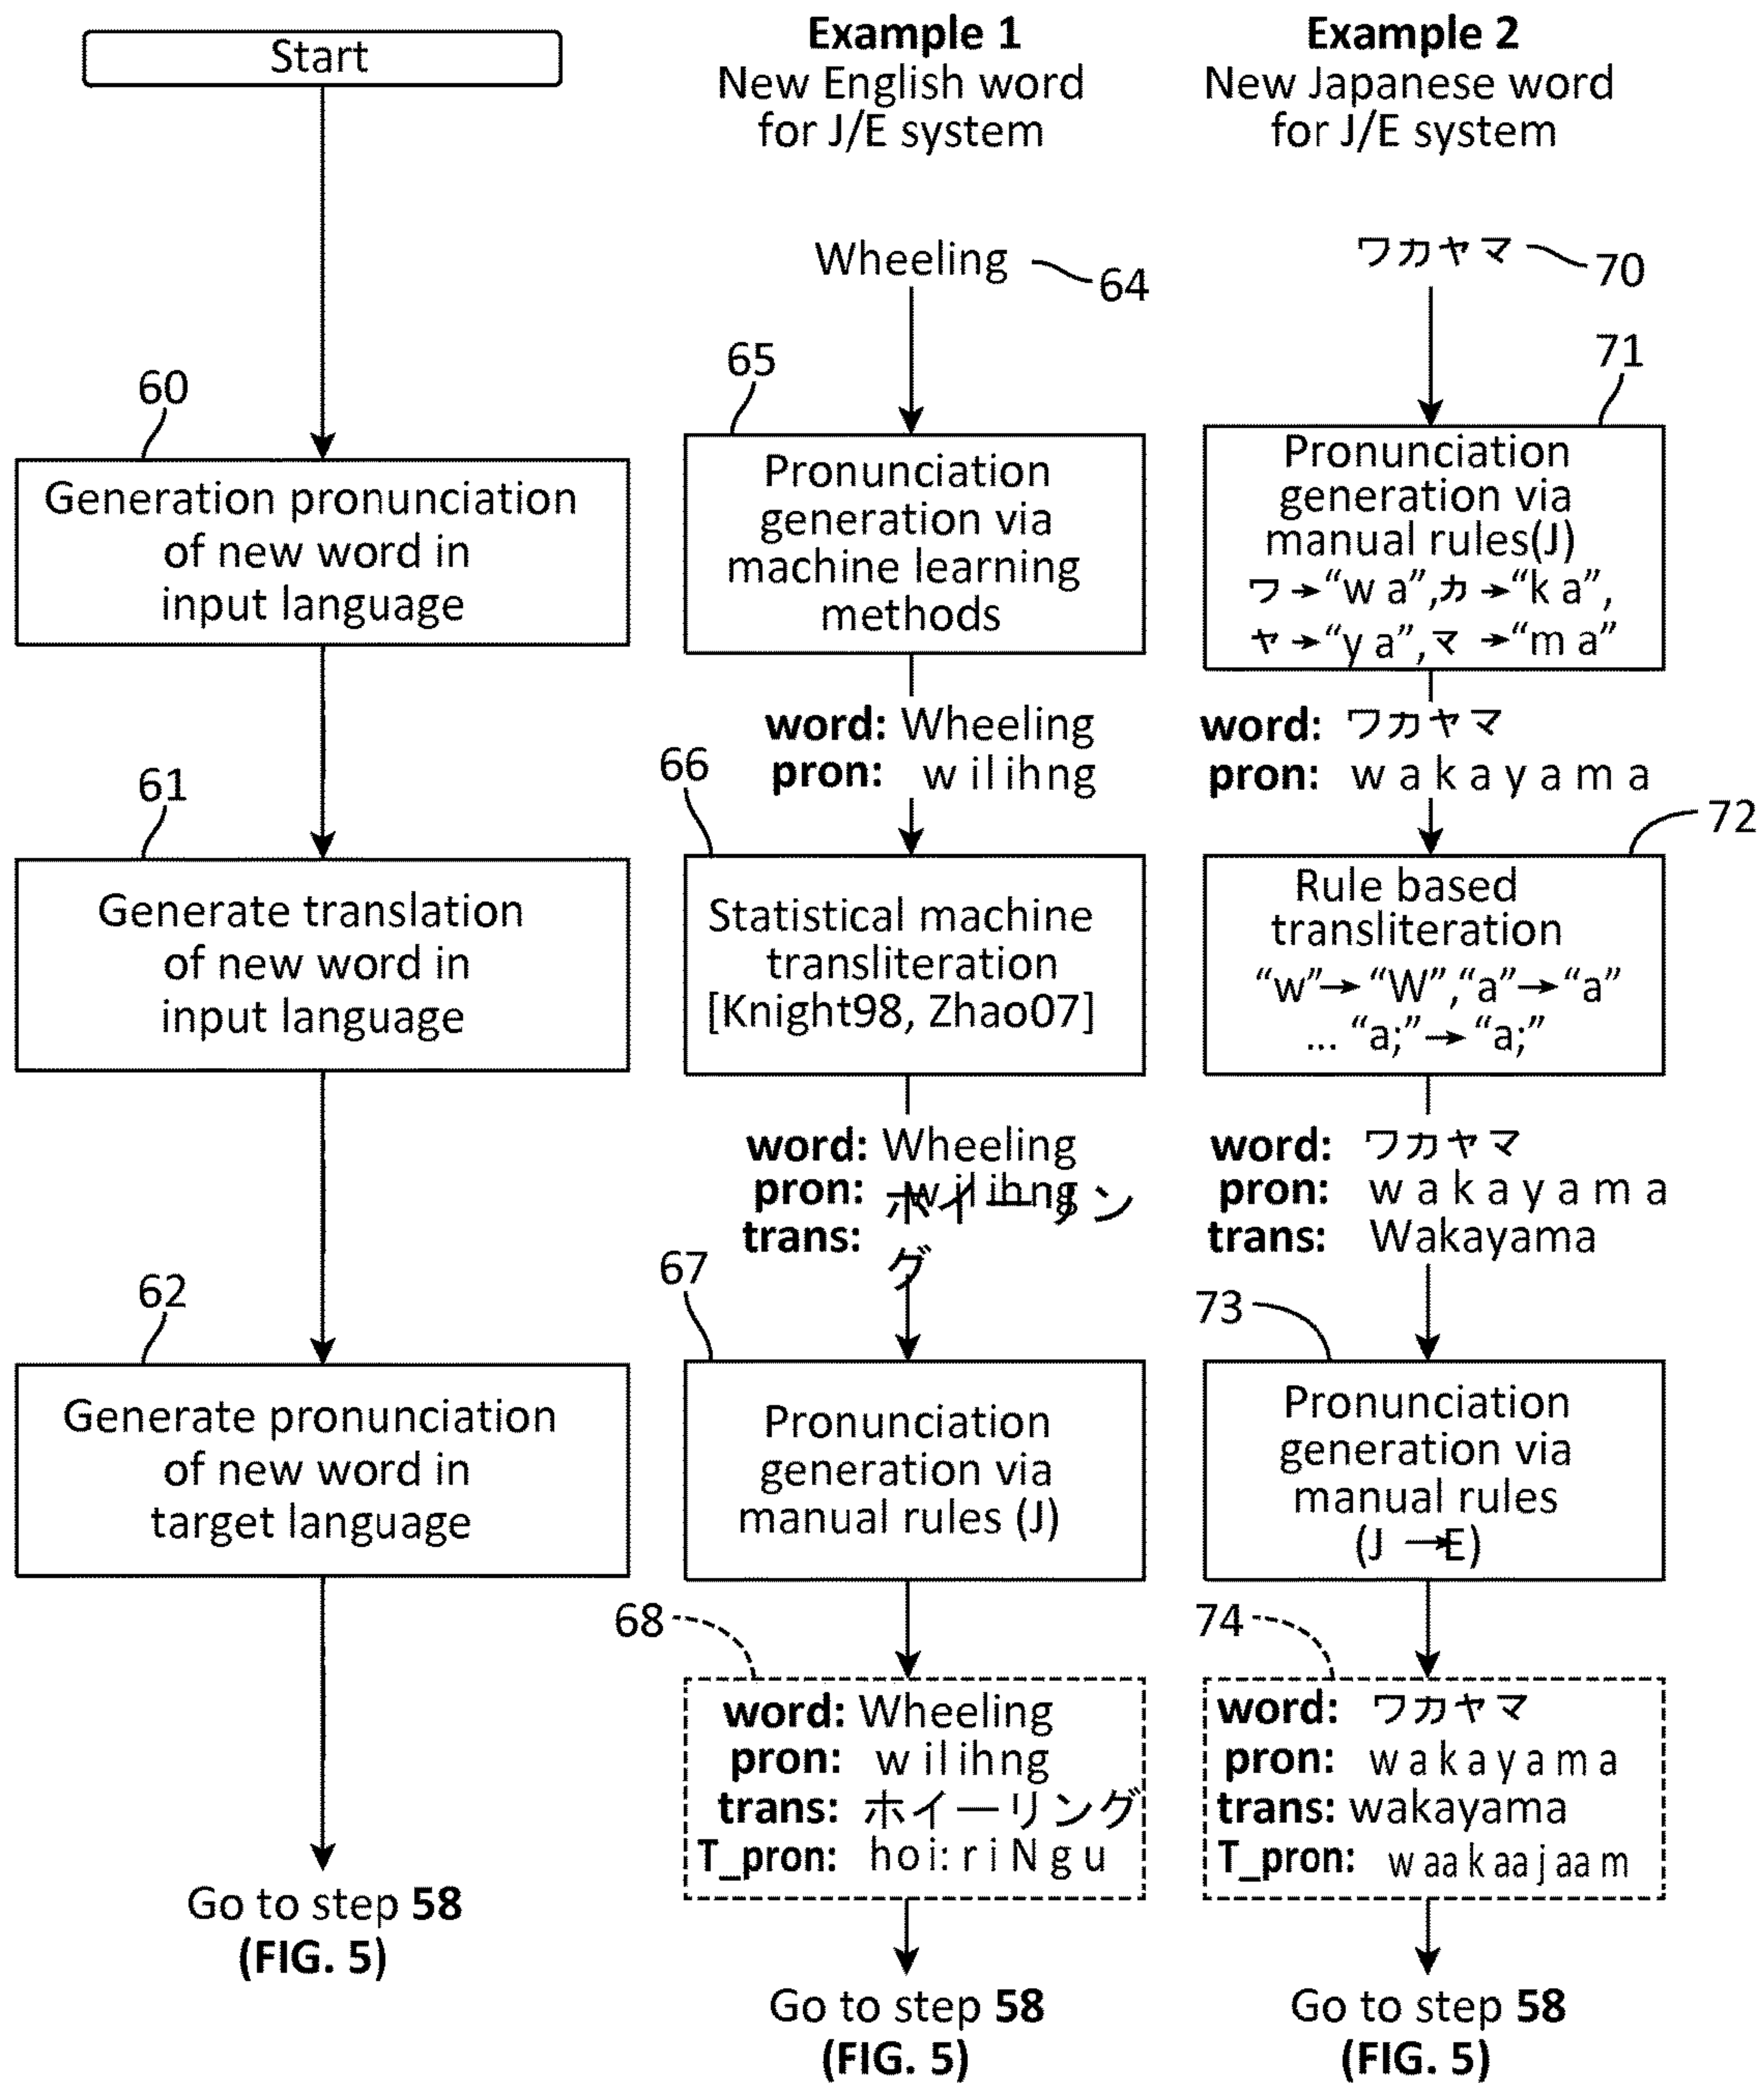 Start
60
Generation pronunciation
of new word in
input language
61
Generate translation
of new word in
input language
62
Generate pronunciation
of new word in
target language
Go to step 58
(FIG. 5)
Example 1
New English word
for J/E system
Wheeling
64
65
Pronunciation
generation via
machine learning
methods
word: Wheeling
pron: w i l ihng
66
Statistical machine
transliteration
[Knight98, Zhao07]
word: Wheeling
pron: w i l ihng
trans: ホイーリン
グ
67
Pronunciation
generation via
manual rules (J)
68
word: Wheeling
pron: w i l ihng
trans: ホイーリング
T_pron: h o i: r i N g u
Go to step 58
(FIG. 5)
Example 2
New Japanese word
for J/E system
ワカヤマ
70
71
Pronunciation
generation via
manual rules(J)
ワ→“w a”,カ→“k a”,
ヤ→“y a”,マ→“m a”
word: ワカヤマ
pron: w a k a y a m a
72
Rule based
transliteration
“w”→“W”,“a”→“a”
... “a;”→“a;”
word: ワカヤマ
pron: w a k a y a m a
trans: Wakayama
73
Pronunciation
generation via
manual rules
(J →E)
74
word: ワカヤマ
pron: w a k a y a m a
trans: wakayama
T_pron: w aa k aa j aa m
Go to step 58
(FIG. 5)